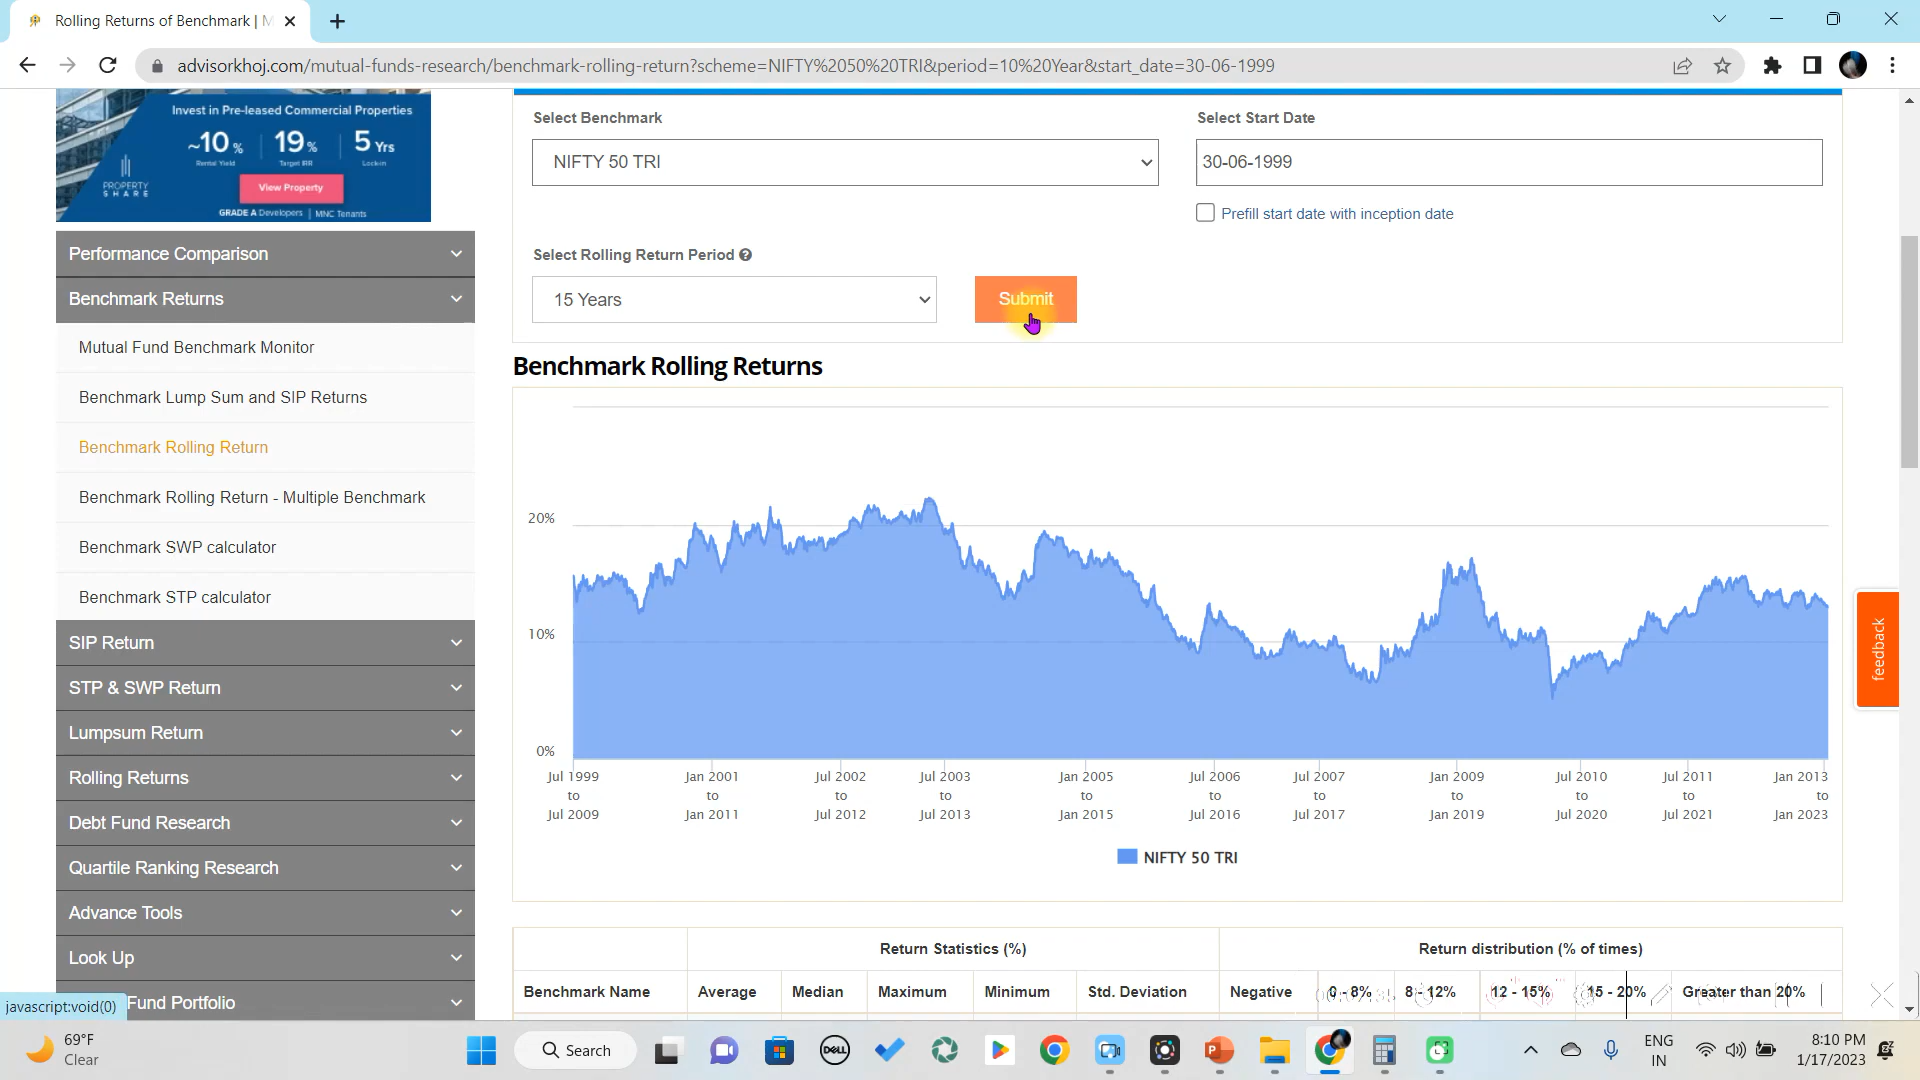 Rolling Returns of Benchmark | M
advisorkhoj.com/mutual-funds-research/benchmark-rolling-return?scheme=NIFTY%2050%20TRI&period=10%20Year&start_date=30-06-1999
Invest in Pre-leased Commercial Properties
~10 % 19% 5 Yrs
Rental Yield Target IRR Lock-in
PROPERTY
SHARE
View Property
GRADE A Developers | MNC Tenants
Performance Comparison
Benchmark Returns
Mutual Fund Benchmark Monitor
Benchmark Lump Sum and SIP Returns
Benchmark Rolling Return
Benchmark Rolling Return - Multiple Benchmark
Benchmark SWP calculator
Benchmark STP calculator
SIP Return
STP & SWP Return
Lumpsum Return
Rolling Returns
Debt Fund Research
Quartile Ranking Research
Advance Tools
Look Up
Fund Portfolio
javascript:void(0)
Select Benchmark
NIFTY 50 TRI
Select Start Date
30-06-1999
Prefill start date with inception date
Select Rolling Return Period
15 Years
Submit
Benchmark Rolling Returns
20%
10%
0%
Jul 1999 Jan 2001 Jul 2002 Jul 2003 Jan 2005 Jul 2006 Jul 2007 Jan 2009 Jul 2010 Jul 2011 Jan 2013
to to to to to to to to to to to
Jul 2009 Jan 2011 Jul 2012 Jul 2013 Jan 2015 Jul 2016 Jul 2017 Jan 2019 Jul 2020 Jul 2021 Jan 2023
NIFTY 50 TRI
Return Statistics (%) Return distribution (% of times)
Benchmark Name Average Median Maximum Minimum Std. Deviation Negative 0 - 8% 8 - 12% 12 - 15% 15 - 20% Greater than 20%
feedback
69°F
Clear
Search
DELL
ENG
IN
8:10 PM
1/17/2023